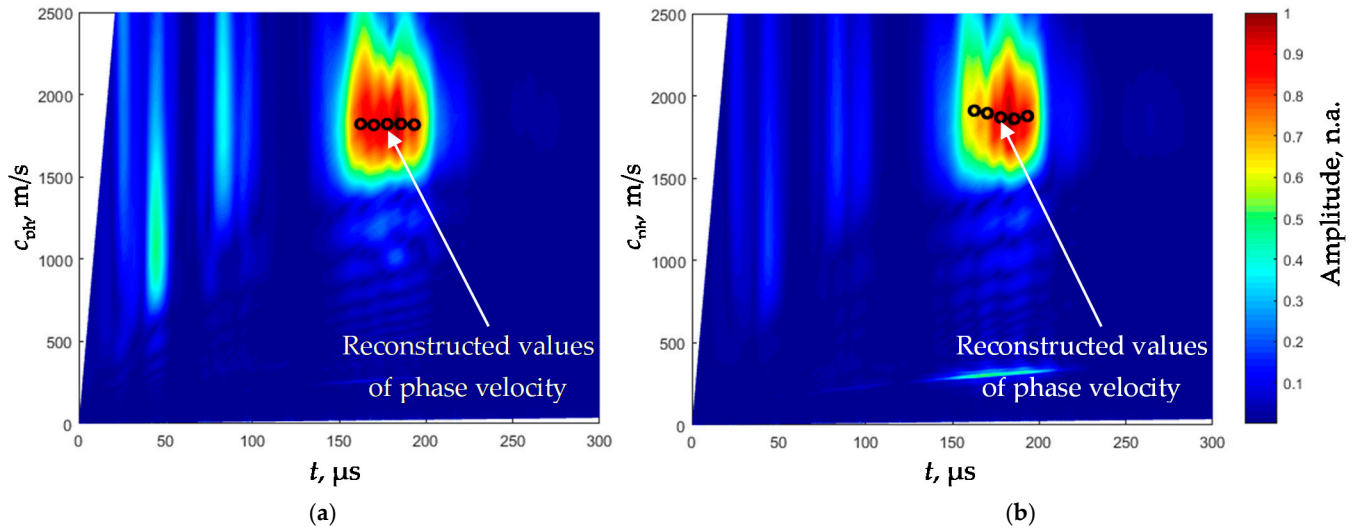 2500
2000
1500
1000
500
0
c_ph, m/s
Reconstructed values
of phase velocity
0 50 100 150 200 250 300
t, μs
(a)
2500
2000
1500
1000
500
0
c_ph, m/s
Reconstructed values
of phase velocity
0 50 100 150 200 250 300
t, μs
(b)
1
0.9
0.8
0.7
0.6
0.5
0.4
0.3
0.2
0.1
Amplitude, n.a.